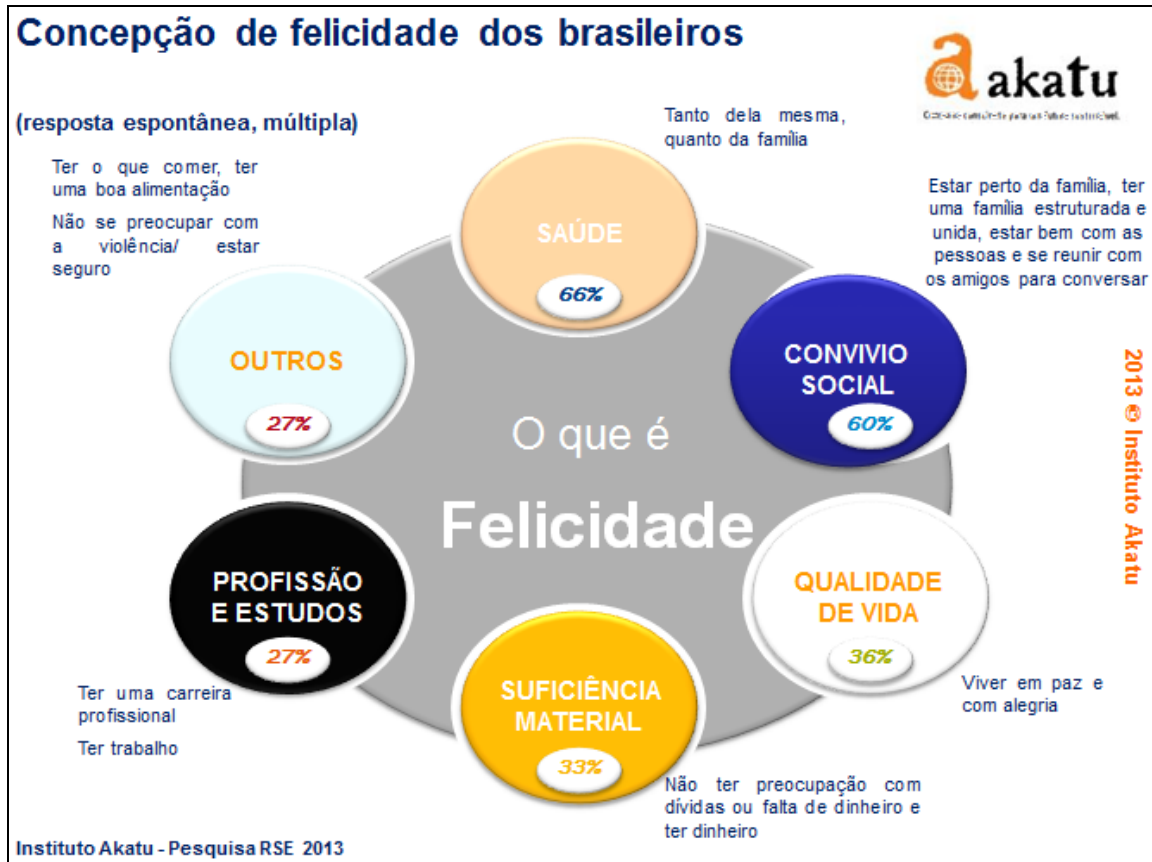 Concepção de felicidade dos brasileiros
akatu
(resposta espontânea, múltipla)
Tanto dela mesma,
quanto da família
Ter o que comer, ter
uma boa alimentação
Não se preocupar com
a violência/ estar
seguro
Estar perto da família, ter
uma família estruturada e
unida, estar bem com as
pessoas e se reunir com
os amigos para conversar
SAÚDE
66%
OUTROS
27%
CONVIVIO
SOCIAL
60%
O que é
Felicidade
PROFISSÃO
E ESTUDOS
27%
QUALIDADE
DE VIDA
36%
SUFICIÊNCIA
MATERIAL
33%
Ter uma carreira
profissional
Ter trabalho
Viver em paz e
com alegria
Não ter preocupação com
dívidas ou falta de dinheiro e
ter dinheiro
2013 © Instituto Akatu
Instituto Akatu - Pesquisa RSE 2013